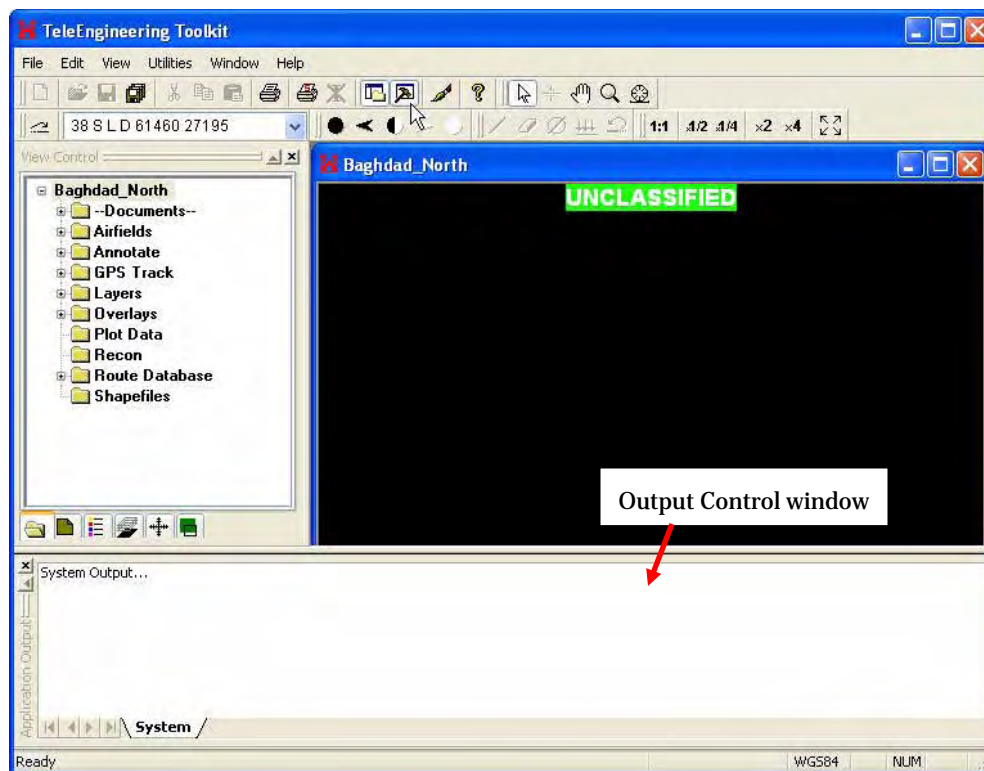 TeleEngineering Toolkit
File Edit View Utilities Window Help
38 S L D 61460 27195
1:1 1/2 1/4 ×2 ×4
View Control
Baghdad_North
Baghdad_North
--Documents--
Airfields
Annotate
GPS Track
Layers
Overlays
Plot Data
Recon
Route Database
Shapefiles
UNCLASSIFIED
Output Control window
System Output...
Application Output
System
Ready
WGS84 NUM